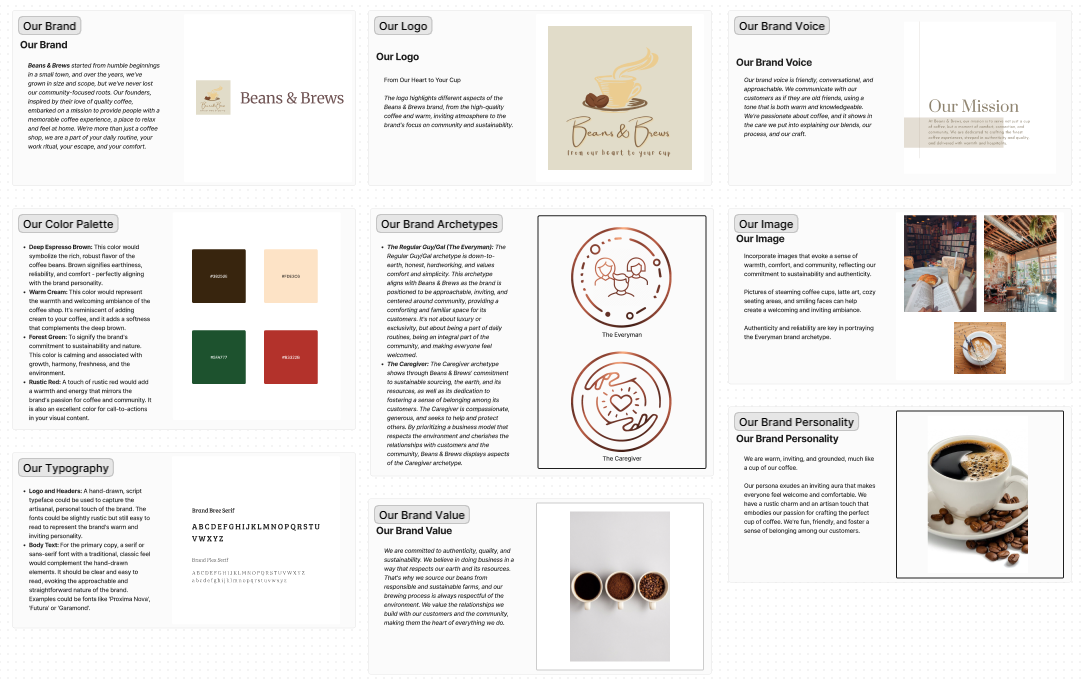 Our Brand
Our Brand
Beans & Brews started from humble beginnings
in a small town, and over the years, we've
grown in size and scope, but we've never lost
our community-focused roots. Our founders,
inspired by their love of quality coffee,
embarked on a mission to provide people with a
memorable coffee experience, a place to relax
and feel at home. We're more than just a coffee
shop, we are a part of your daily routine, your
work ritual, your escape, and your comfort.
Beans & Brews
Our Logo
Our Logo
From Our Heart to Your Cup
The logo highlights different aspects of the
Beans & Brews brand, from the high-quality
coffee and warm, inviting atmosphere to the
brand's focus on community and sustainability.
Beans & Brews
from our heart to your cup
Our Brand Voice
Our Brand Voice
Our brand voice is friendly, conversational, and
approachable. We communicate with our
customers as if they are old friends, using a
tone that is both warm and knowledgeable.
We're passionate about coffee, and it shows in
the care we put into explaining our blends, our
process, and our craft.
Our Mission
Our Color Palette
Deep Espresso Brown: This color would
symbolize the rich, robust flavor of the
coffee beans. Brown signifies earthiness,
reliability, and comfort - perfectly aligning
with the brand personality.
Warm Cream: This color would represent
the warmth and welcoming ambiance of the
coffee shop. It's reminiscent of adding
cream to your coffee, and it adds a softness
that complements the deep brown.
Forest Green: To signify the brand's
commitment to sustainability and nature.
This color is calming and associated with
growth, harmony, freshness, and the
environment.
Rustic Red: A touch of rustic red would add
a warmth and energy that mirrors the
brand's passion for coffee and community. It
is also an excellent color for call-to-actions
in your visual content.
Our Brand Archetypes
The Regular Guy/Gal (The Everyman): The
Regular Guy/Gal archetype is down-to-
earth, honest, hardworking, and values
comfort and simplicity. This archetype
aligns with Beans & Brews as the brand is
positioned to be approachable, inviting, and
centered around community, providing a
comforting and familiar space for its
customers. It's not about luxury or
exclusivity, but about being a part of daily
routines, being an integral part of the
community, and making everyone feel
welcomed.
The Caregiver: The Caregiver archetype
shows through Beans & Brews' commitment
to sustainable sourcing, the earth, and its
resources, as well as its dedication to
fostering a sense of belonging among its
customers. The Caregiver is compassionate,
generous, and seeks to help and protect
others. By prioritizing a business model that
respects the environment and cherishes the
relationships with customers and the
community, Beans & Brews displays aspects
of the Caregiver archetype.
The Everyman
The Caregiver
Our Image
Our Image
Incorporate images that evoke a sense of
warmth, comfort, and community, reflecting our
commitment to sustainability and authenticity.
Pictures of steaming coffee cups, latte art, cozy
seating areas, and smiling faces can help
create a welcoming and inviting ambiance.
Authenticity and reliability are key in portraying
the Everyman brand archetype.
Our Brand Personality
Our Brand Personality
We are warm, inviting, and grounded, much like
a cup of our coffee.
Our persona exudes an inviting aura that makes
everyone feel welcome and comfortable. We
have a rustic charm and an artisan touch that
embodies our passion for crafting the perfect
cup of coffee. We're fun, friendly, and foster a
sense of belonging among our customers.
Our Typography
Logo and Headers: A hand-drawn, script
typeface could be used to capture the
artisanal, personal touch of the brand. The
fonts could be slightly rustic but still easy to
read to represent the brand's warm and
inviting personality.
Body Text: For the primary copy, a serif or
sans-serif font with a traditional, classic feel
would complement the hand-drawn
elements. It should be clear and easy to
read, evoking the approachable and
straightforward nature of the brand.
Examples could be fonts like 'Proxima Nova',
'Futura' or 'Garamond'.
Brand Bree Serif
ABCDEFGHIJKLMNOPQRSTU
VWXYZ
Brand Flex Serif
ABCDEFGHIJKLMNOPQRSTUVWXYZ
abcdefghijklmnopqrstuvwxyz
Our Brand Value
Our Brand Value
We are committed to authenticity, quality, and
sustainability. We believe in doing business in a
way that respects our earth and its resources.
That's why we source our beans from
responsible and sustainable farms, and our
brewing process is always respectful of the
environment. We value the relationships we
build with our customers and the community,
making them the heart of everything we do.